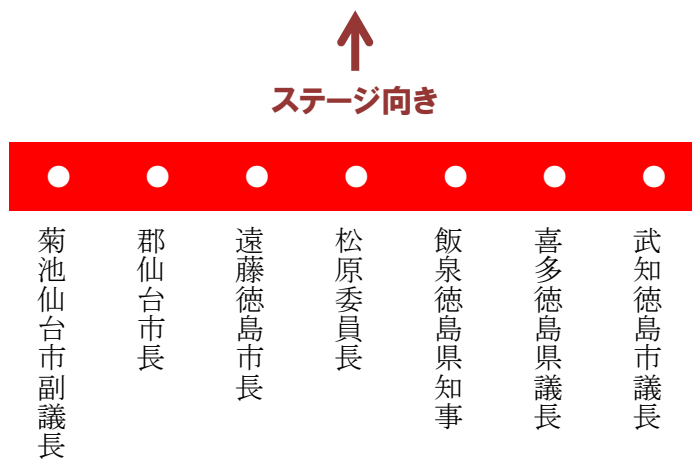 ステージ向き
菊池仙台市副議長
郡仙台市長
遠藤徳島市長
松原委員長
飯泉徳島県知事
喜多徳島県議長
武知徳島市議長